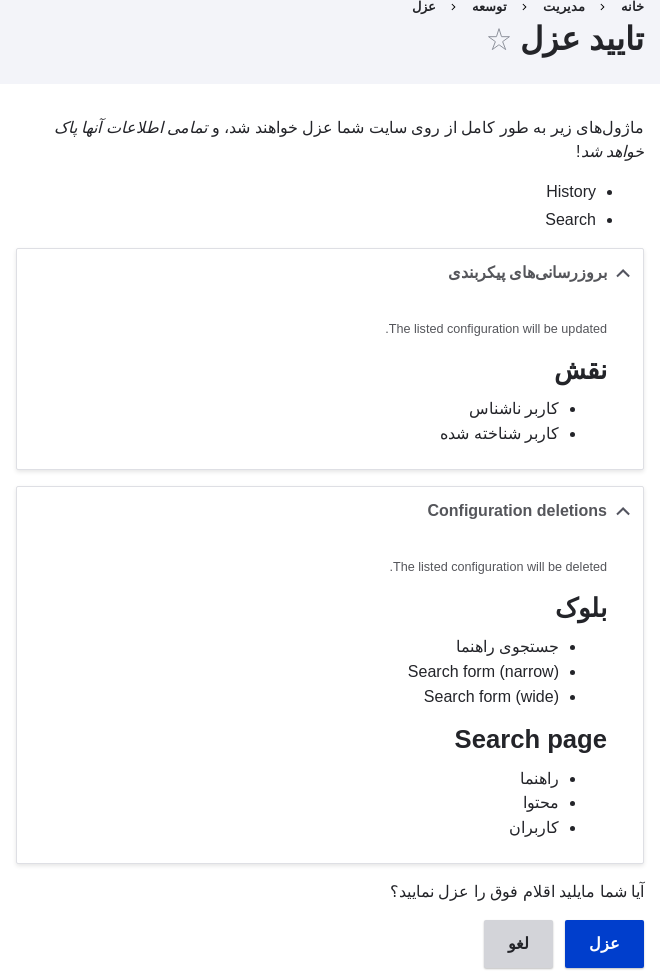 خانه › مدیریت › توسعه › عزل
تایید عزل ☆
ماژول‌های زیر به طور کامل از روی سایت شما عزل خواهند شد، و تمامی اطلاعات آنها پاک
خواهد شد!
History
Search
بروزرسانی‌های پیکربندی
The listed configuration will be updated.
نقش
کاربر ناشناس
کاربر شناخته شده
Configuration deletions
The listed configuration will be deleted.
بلوک
جستجوی راهنما
Search form (narrow)
Search form (wide)
Search page
راهنما
محتوا
کاربران
آیا شما مایلید اقلام فوق را عزل نمایید؟
عزل لغو